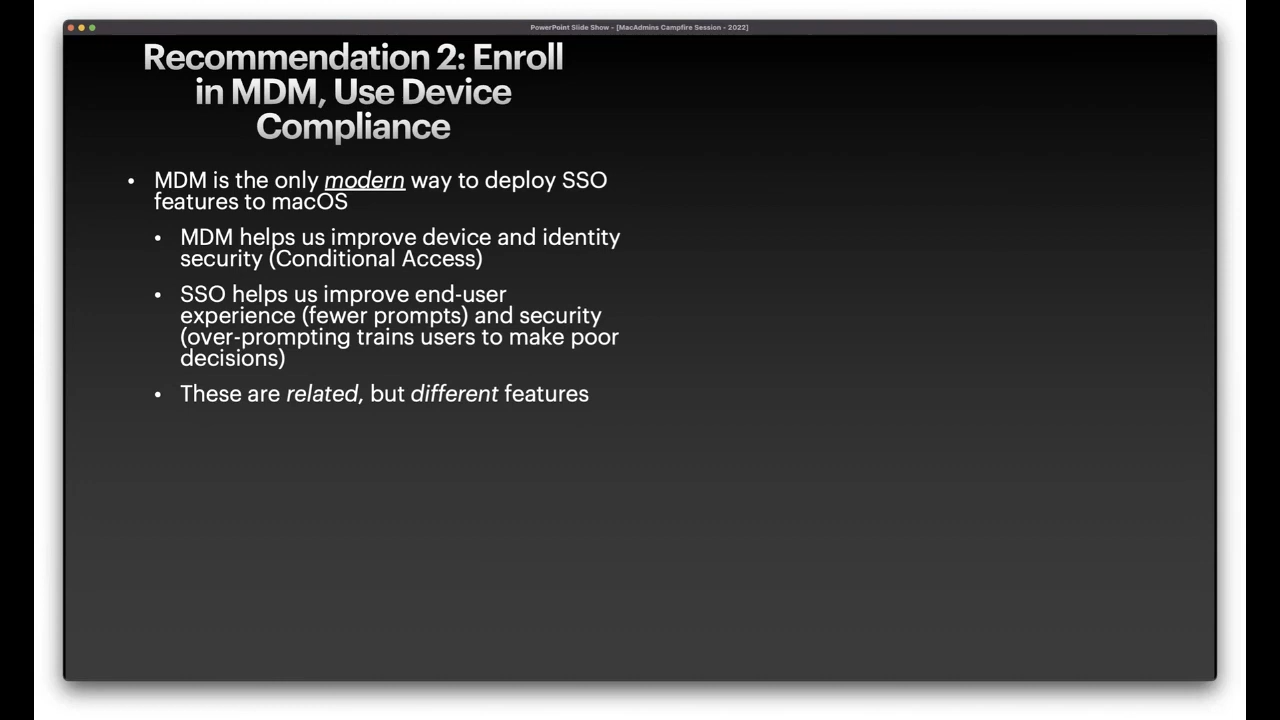 PowerPoint Slide Show - [MacAdmins Campfire Session - 2022]
Recommendation 2: Enroll
in MDM, Use Device
Compliance
• MDM is the only modern way to deploy SSO
features to macOS
• MDM helps us improve device and identity
security (Conditional Access)
• SSO helps us improve end-user
experience (fewer prompts) and security
(over-prompting trains users to make poor
decisions)
• These are related, but different features